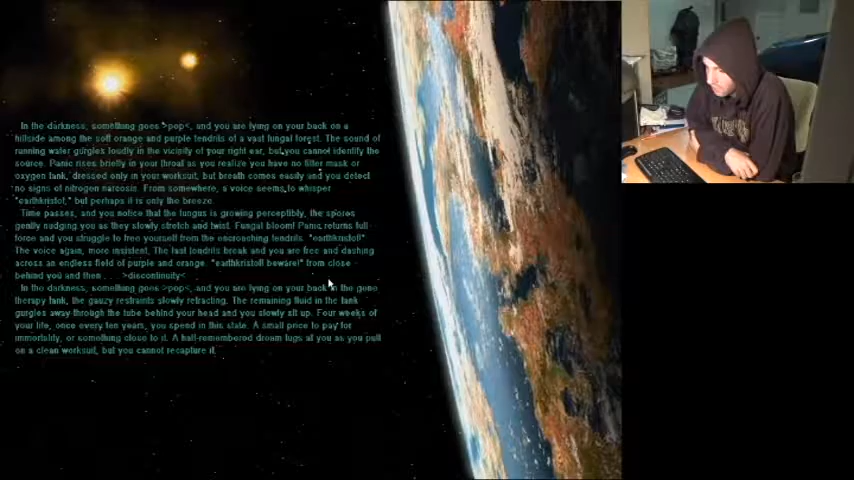 In the darkness, something goes >pop<, and you are lying on your back on a
hillside among the soft orange and purple tendrils of a vast fungal forest. The sound of
running water gurgles loudly in the vicinity of your right ear, but you cannot identify the
source. Panic rises briefly in your throat as you realize you have no filter mask or
oxygen tank, dressed only in your worksuit, but breath comes easily and you detect
no signs of nitrogen narcosis. From somewhere, a voice seems to whisper
"earthkristol," but perhaps it is only the breeze.
Time passes, and you notice that the fungus is growing perceptibly, the spores
gently nudging you as they slowly stretch and twist. Fungal bloom! Panic returns full
force and you struggle to free yourself from the encroaching tendrils. "earthkristol!"
The voice again, more insistent. The last tendrils break and you are free and dashing
across an endless field of purple and orange. "earthkristol! beware!" from close
behind you and then . . . >discontinuity<
In the darkness, something goes >pop<, and you are lying on your back in the gene
therapy tank, the gauzy restraints slowly retracting. The remaining fluid in the tank
gurgles away through the tube behind your head and you slowly sit up. Four weeks of
your life, once every ten years, you spend in this state. A small price to pay for
immortality, or something close to it. A half-remembered dream tugs at you as you pull
on a clean worksuit, but you cannot recapture it.